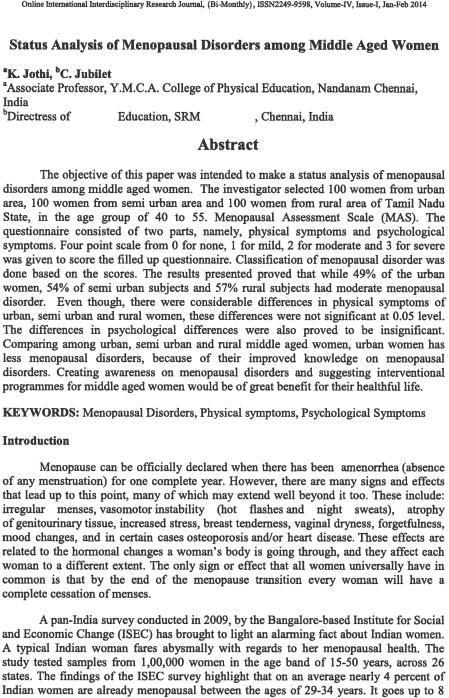 Online International Interdisciplinary Research Journal, {Bi-Monthly}, ISSN2249-9598, Volume-IV, Issue-I, Jan-Feb 2014
Status Analysis of Menopausal Disorders among Middle Aged Women
ᵃK. Jothi, ᵇC. Jubilet
ᵃAssociate Professor, Y.M.C.A. College of Physical Education, Nandanam Chennai,
India
ᵇDirectress of Education, SRM , Chennai, India
Abstract
The objective of this paper was intended to make a status analysis of menopausal
disorders among middle aged women. The investigator selected 100 women from urban
area, 100 women from semi urban area and 100 women from rural area of Tamil Nadu
State, in the age group of 40 to 55. Menopausal Assessment Scale (MAS). The
questionnaire consisted of two parts, namely, physical symptoms and psychological
symptoms. Four point scale from 0 for none, 1 for mild, 2 for moderate and 3 for severe
was given to score the filled up questionnaire. Classification of menopausal disorder was
done based on the scores. The results presented proved that while 49% of the urban
women, 54% of semi urban subjects and 57% rural subjects had moderate menopausal
disorder. Even though, there were considerable differences in physical symptoms of
urban, semi urban and rural women, these differences were not significant at 0.05 level.
The differences in psychological differences were also proved to be insignificant.
Comparing among urban, semi urban and rural middle aged women, urban women has
less menopausal disorders, because of their improved knowledge on menopausal
disorders. Creating awareness on menopausal disorders and suggesting interventional
programmes for middle aged women would be of great benefit for their healthful life.
KEYWORDS: Menopausal Disorders, Physical symptoms, Psychological Symptoms
Introduction
Menopause can be officially declared when there has been amenorrhea (absence
of any menstruation) for one complete year. However, there are many signs and effects
that lead up to this point, many of which may extend well beyond it too. These include:
irregular menses, vasomotor instability (hot flashes and night sweats), atrophy
of genitourinary tissue, increased stress, breast tenderness, vaginal dryness, forgetfulness,
mood changes, and in certain cases osteoporosis and/or heart disease. These effects are
related to the hormonal changes a woman's body is going through, and they affect each
woman to a different extent. The only sign or effect that all women universally have in
common is that by the end of the menopause transition every woman will have a
complete cessation of menses.
A pan-India survey conducted in 2009, by the Bangalore-based Institute for Social
and Economic Change (ISEC) has brought to light an alarming fact about Indian women.
A typical Indian woman fares abysmally with regards to her menopausal health. The
study tested samples from 1,00,000 women in the age band of 15-50 years, across 26
states. The findings of the ISEC survey highlight that on an average nearly 4 percent of
Indian women are already menopausal between the ages of 29-34 years. It goes up to 8